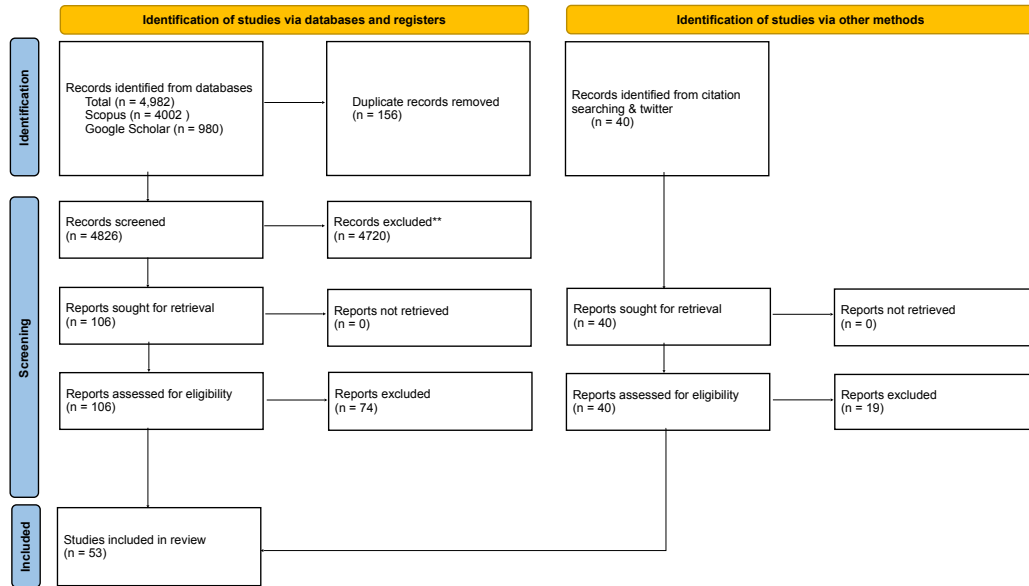 Identification of studies via databases and registers
Identification of studies via other methods
Identification
Records identified from databases
Total (n = 4,982)
Scopus (n = 4002 )
Google Scholar (n = 980)
Duplicate records removed
(n = 156)
Records identified from citation
searching & twitter
(n = 40)
Screening
Records screened
(n = 4826)
Records excluded**
(n = 4720)
Reports sought for retrieval
(n = 106)
Reports not retrieved
(n = 0)
Reports sought for retrieval
(n = 40)
Reports not retrieved
(n = 0)
Reports assessed for eligibility
(n = 106)
Reports excluded
(n = 74)
Reports assessed for eligibility
(n = 40)
Reports excluded
(n = 19)
Included
Studies included in review
(n = 53)